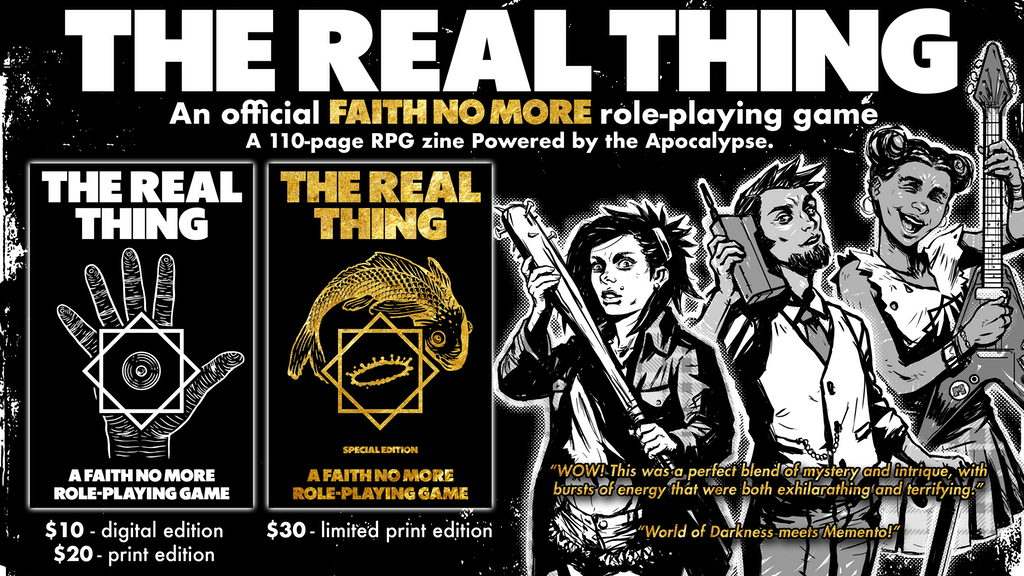 THE REAL THING
An official FAITH NO MORE role-playing game
A 110-page RPG zine Powered by the Apocalypse.
THE REAL
THING
A FAITH NO MORE
ROLE-PLAYING GAME
THE REAL
THING
SPECIAL EDITION
A FAITH NO MORE
ROLE-PLAYING GAME
$10 - digital edition
$20 - print edition
$30 - limited print edition
“WOW! This was a perfect blend of mystery and intrique, with
bursts of energy that were both exhilarathing and terrifying.”
“World of Darkness meets Memento!”